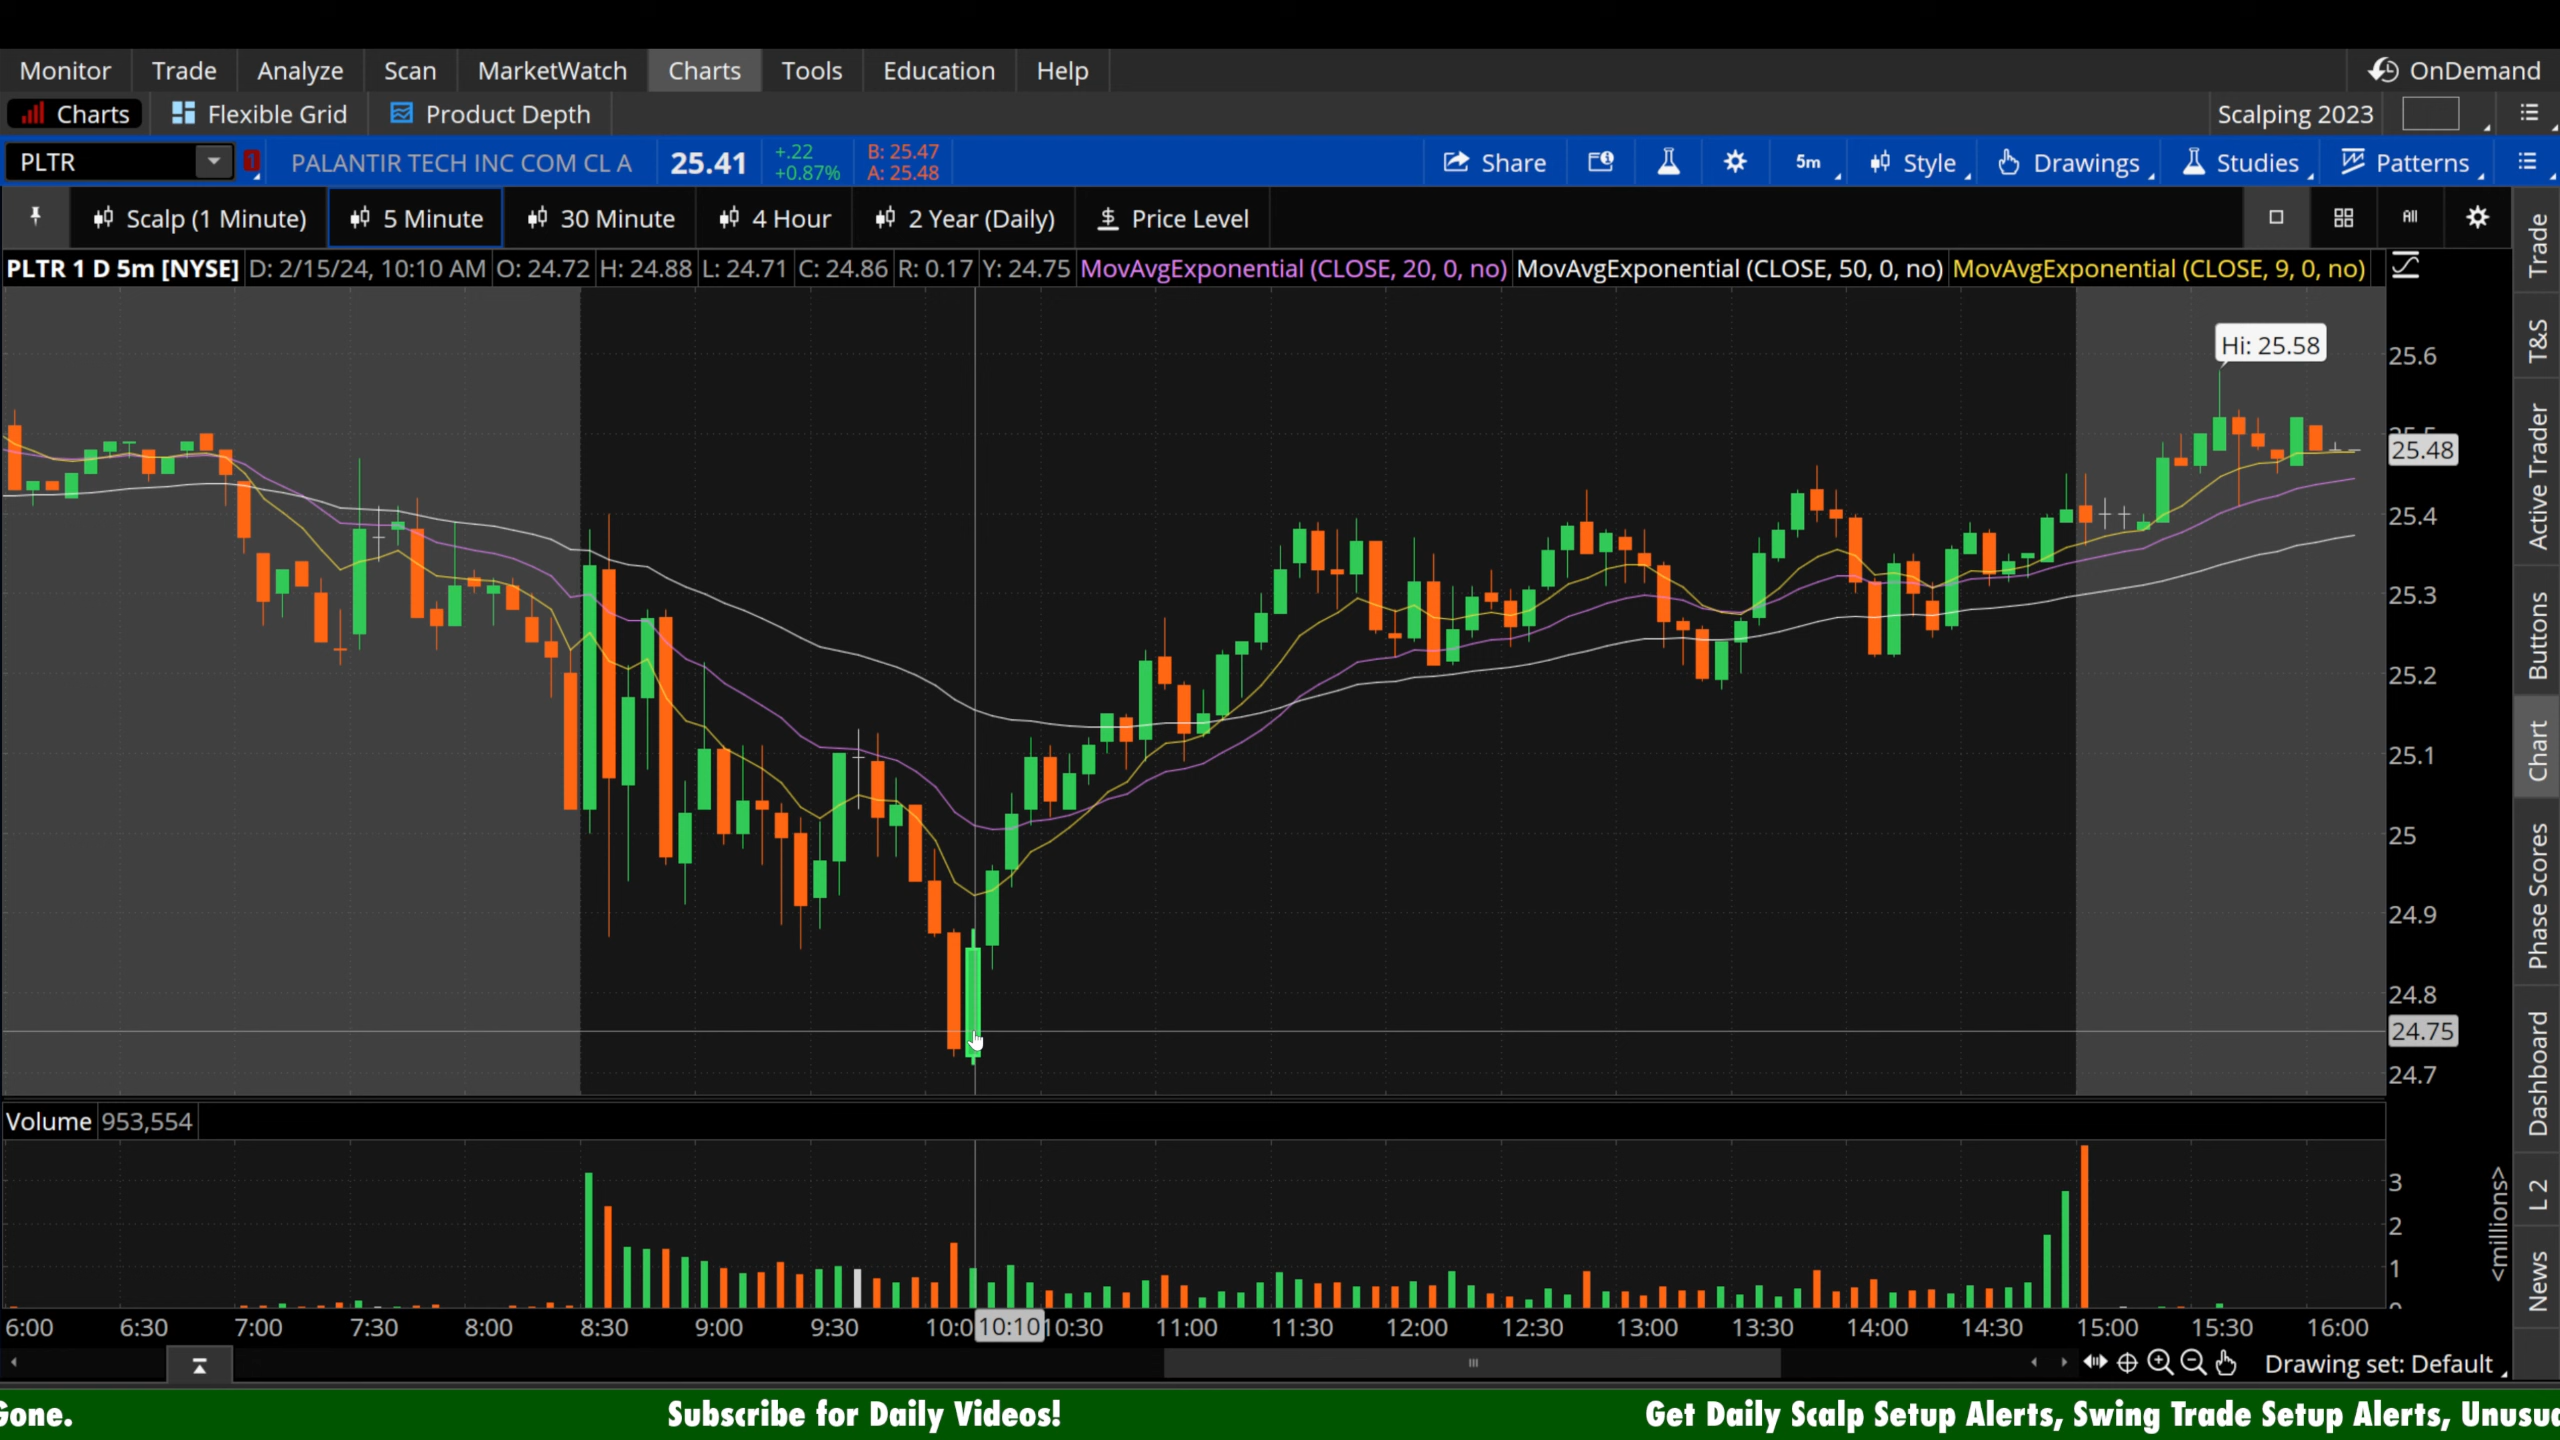 Monitor Trade Analyze Scan MarketWatch Charts Tools Education Help OnDemand
Charts Flexible Grid Product Depth Scalping 2023
PLTR 1 PALANTIR TECH INC COM CL A 25.41 +.22 +0.87% B: 25.47 A: 25.48 Share 5m Style Drawings Studies Patterns
Scalp (1 Minute) 5 Minute 30 Minute 4 Hour 2 Year (Daily) $ Price Level All
PLTR 1 D 5m [NYSE] D: 2/15/24, 10:10 AM O: 24.72 H: 24.88 L: 24.71 C: 24.86 R: 0.17 Y: 24.75 MovAvgExponential (CLOSE, 20, 0, no) MovAvgExponential (CLOSE, 50, 0, no) MovAvgExponential (CLOSE, 9, 0, no)
Hi: 25.58
25.6
25.48
25.4
25.3
25.2
25.1
25
24.9
24.8
24.75
24.7
Trade
T&S
Active Trader
Buttons
Chart
Phase Scores
Dashboard
L 2
News
Volume 953,554
3
2
1
0
<millions>
6:00 6:30 7:00 7:30 8:00 8:30 9:00 9:30 10:0 10:10 10:30 11:00 11:30 12:00 12:30 13:00 13:30 14:00 14:30 15:00 15:30 16:00
Drawing set: Default
Gone. Subscribe for Daily Videos! Get Daily Scalp Setup Alerts, Swing Trade Setup Alerts, Unusu